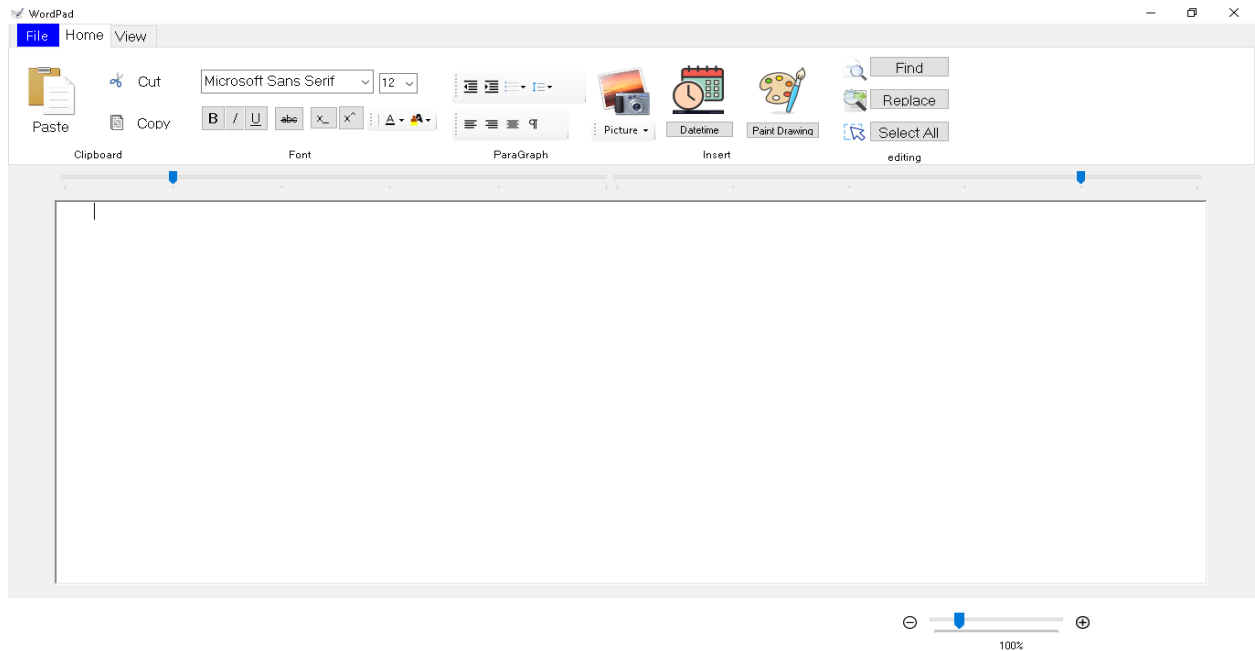 WordPad
File Home View
Paste
Cut
Copy
Clipboard
Microsoft Sans Serif 12
B / U abc X_ X^ A A
Font
ParaGraph
Picture
Datetime
Paint Drawing
Insert
Find
Replace
Select All
editing
100%